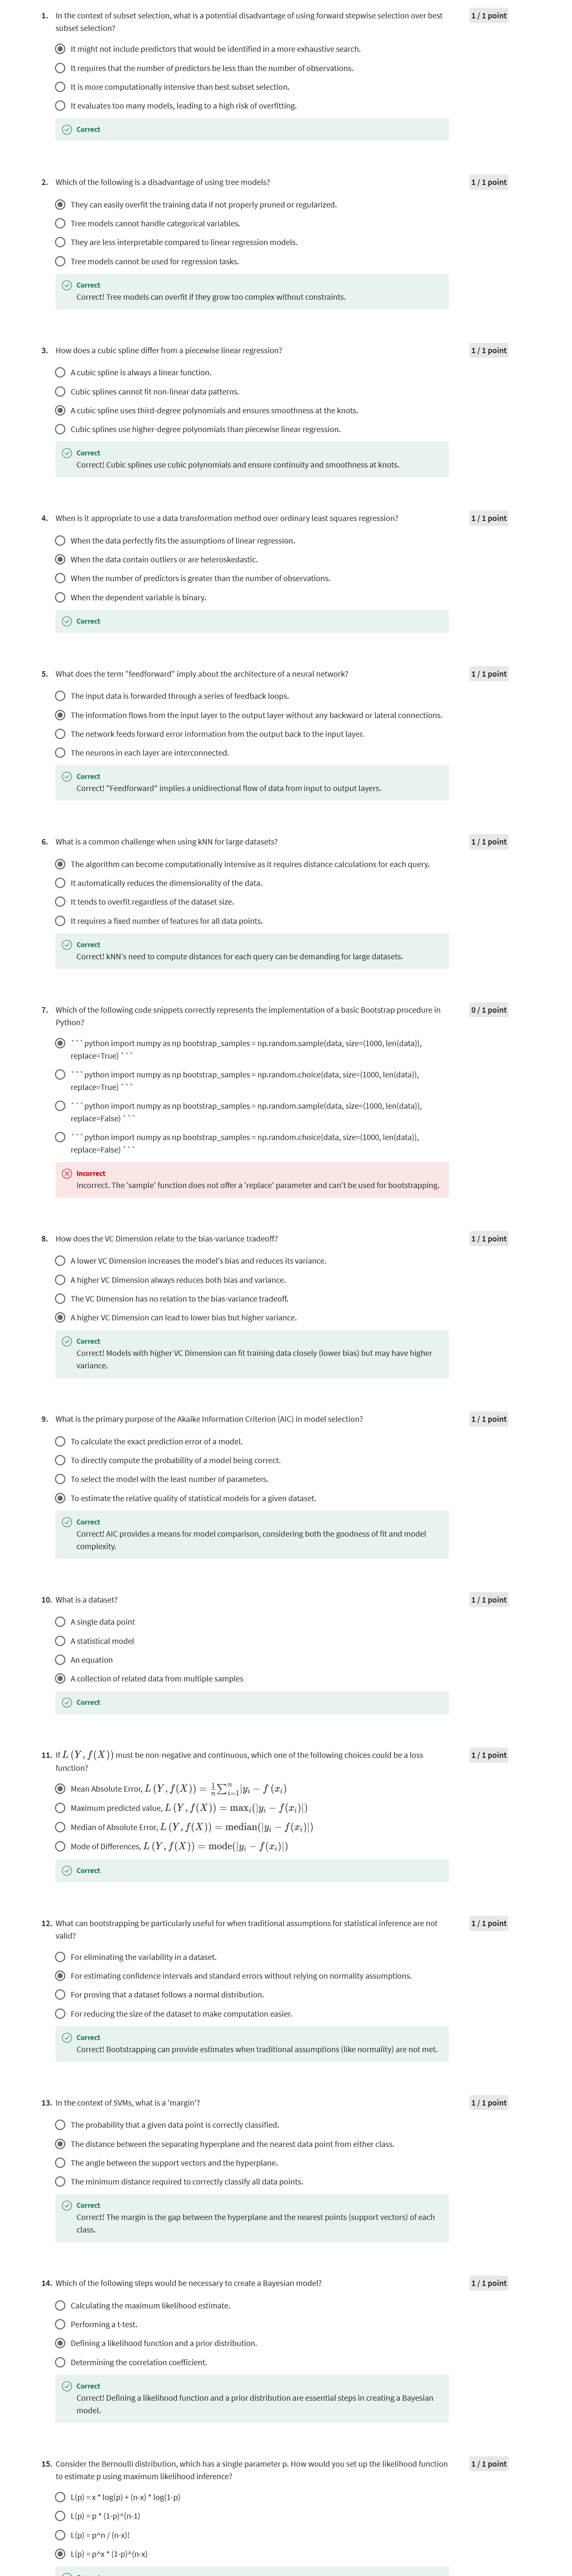 1. In the context of subset selection, what is a potential disadvantage of using forward stepwise selection over best
subset selection?
1 / 1 point
It might not include predictors that would be identified in a more exhaustive search.
It requires that the number of predictors be less than the number of observations.
It is more computationally intensive than best subset selection.
It evaluates too many models, leading to a high risk of overfitting.
Correct
2. Which of the following is a disadvantage of using tree models?
1 / 1 point
They can easily overfit the training data if not properly pruned or regularized.
Tree models cannot handle categorical variables.
They are less interpretable compared to linear regression models.
Tree models cannot be used for regression tasks.
Correct
Correct! Tree models can overfit if they grow too complex without constraints.
3. How does a cubic spline differ from a piecewise linear regression?
1 / 1 point
A cubic spline is always a linear function.
Cubic splines cannot fit non-linear data patterns.
A cubic spline uses third-degree polynomials and ensures smoothness at the knots.
Cubic splines use higher-degree polynomials than piecewise linear regression.
Correct
Correct! Cubic splines use cubic polynomials and ensure continuity and smoothness at knots.
4. When is it appropriate to use a data transformation method over ordinary least squares regression?
1 / 1 point
When the data perfectly fits the assumptions of linear regression.
When the data contain outliers or are heteroskedastic.
When the number of predictors is greater than the number of observations.
When the dependent variable is binary.
Correct
5. What does the term "feedforward" imply about the architecture of a neural network?
1 / 1 point
The input data is forwarded through a series of feedback loops.
The information flows from the input layer to the output layer without any backward or lateral connections.
The network feeds forward error information from the output back to the input layer.
The neurons in each layer are interconnected.
Correct
Correct! "Feedforward" implies a unidirectional flow of data from input to output layers.
6. What is a common challenge when using kNN for large datasets?
1 / 1 point
The algorithm can become computationally intensive as it requires distance calculations for each query.
It automatically reduces the dimensionality of the data.
It tends to overfit regardless of the dataset size.
It requires a fixed number of features for all data points.
Correct
Correct! kNN's need to compute distances for each query can be demanding for large datasets.
7. Which of the following code snippets correctly represents the implementation of a basic Bootstrap procedure in
Python?
0 / 1 point
```python import numpy as np bootstrap_samples = np.random.sample(data, size=(1000, len(data)),
replace=True) ```
```python import numpy as np bootstrap_samples = np.random.choice(data, size=(1000, len(data)),
replace=True) ```
```python import numpy as np bootstrap_samples = np.random.sample(data, size=(1000, len(data)),
replace=False) ```
```python import numpy as np bootstrap_samples = np.random.choice(data, size=(1000, len(data)),
replace=False) ```
Incorrect
Incorrect. The 'sample' function does not offer a 'replace' parameter and can't be used for bootstrapping.
8. How does the VC Dimension relate to the bias-variance tradeoff?
1 / 1 point
A lower VC Dimension increases the model's bias and reduces its variance.
A higher VC Dimension always reduces both bias and variance.
The VC Dimension has no relation to the bias-variance tradeoff.
A higher VC Dimension can lead to lower bias but higher variance.
Correct
Correct! Models with higher VC Dimension can fit training data closely (lower bias) but may have higher
variance.
9. What is the primary purpose of the Akaike Information Criterion (AIC) in model selection?
1 / 1 point
To calculate the exact prediction error of a model.
To directly compute the probability of a model being correct.
To select the model with the least number of parameters.
To estimate the relative quality of statistical models for a given dataset.
Correct
Correct! AIC provides a means for model comparison, considering both the goodness of fit and model
complexity.
10. What is a dataset?
1 / 1 point
A single data point
A statistical model
An equation
A collection of related data from multiple samples
Correct
11. If L (Y, f(X)) must be non-negative and continuous, which one of the following choices could be a loss
function?
1 / 1 point
Mean Absolute Error, L (Y, f(X)) = 1/n ∑ⁿᵢ₌₁ |yᵢ − f (xᵢ)
Maximum predicted value, L (Y, f(X)) = maxᵢ(|yᵢ − f(xᵢ)|)
Median of Absolute Error, L (Y, f(X)) = median(|yᵢ − f(xᵢ)|)
Mode of Differences, L (Y, f(X)) = mode(|yᵢ − f(xᵢ)|)
Correct
12. What can bootstrapping be particularly useful for when traditional assumptions for statistical inference are not
valid?
1 / 1 point
For eliminating the variability in a dataset.
For estimating confidence intervals and standard errors without relying on normality assumptions.
For proving that a dataset follows a normal distribution.
For reducing the size of the dataset to make computation easier.
Correct
Correct! Bootstrapping can provide estimates when traditional assumptions (like normality) are not met.
13. In the context of SVMs, what is a 'margin'?
1 / 1 point
The probability that a given data point is correctly classified.
The distance between the separating hyperplane and the nearest data point from either class.
The angle between the support vectors and the hyperplane.
The minimum distance required to correctly classify all data points.
Correct
Correct! The margin is the gap between the hyperplane and the nearest points (support vectors) of each
class.
14. Which of the following steps would be necessary to create a Bayesian model?
1 / 1 point
Calculating the maximum likelihood estimate.
Performing a t-test.
Defining a likelihood function and a prior distribution.
Determining the correlation coefficient.
Correct
Correct! Defining a likelihood function and a prior distribution are essential steps in creating a Bayesian
model.
15. Consider the Bernoulli distribution, which has a single parameter p. How would you set up the likelihood function
to estimate p using maximum likelihood inference?
1 / 1 point
L(p) = x * log(p) + (n-x) * log(1-p)
L(p) = p * (1-p)^(n-1)
L(p) = p^n / (n-x)!
L(p) = p^x * (1-p)^(n-x)